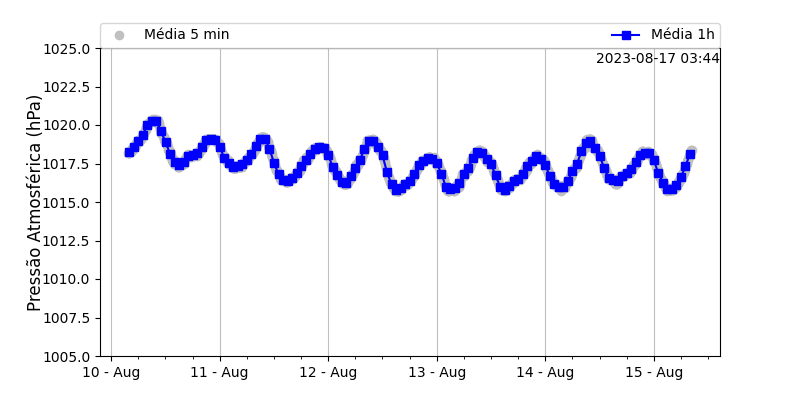 Média 5 min
Média 1h
2023-08-17 03:44
Pressão Atmosférica (hPa)
1025.0
1022.5
1020.0
1017.5
1015.0
1012.5
1010.0
1007.5
1005.0
10 - Aug
11 - Aug
12 - Aug
13 - Aug
14 - Aug
15 - Aug